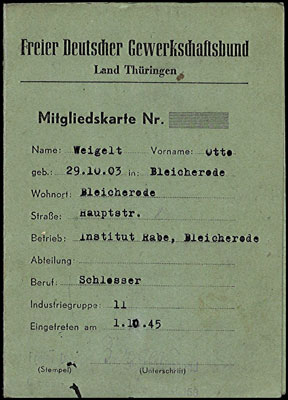 Freier Deutscher Gewerkschaftsbund
Land Thüringen
Mitgliedskarte Nr.
Name: Weigelt Vorname: Otto
geb.: 29.10.03 in: Bleicherode
Wohnort: Bleicherode
Straße: Hauptstr.
Betrieb: Institut Rabe, Bleicherode
Abteilung:
Beruf: Schlosser
Industriegruppe: 11
Eingetreten am 1.10.45
(Stempel) (Unterschrift)